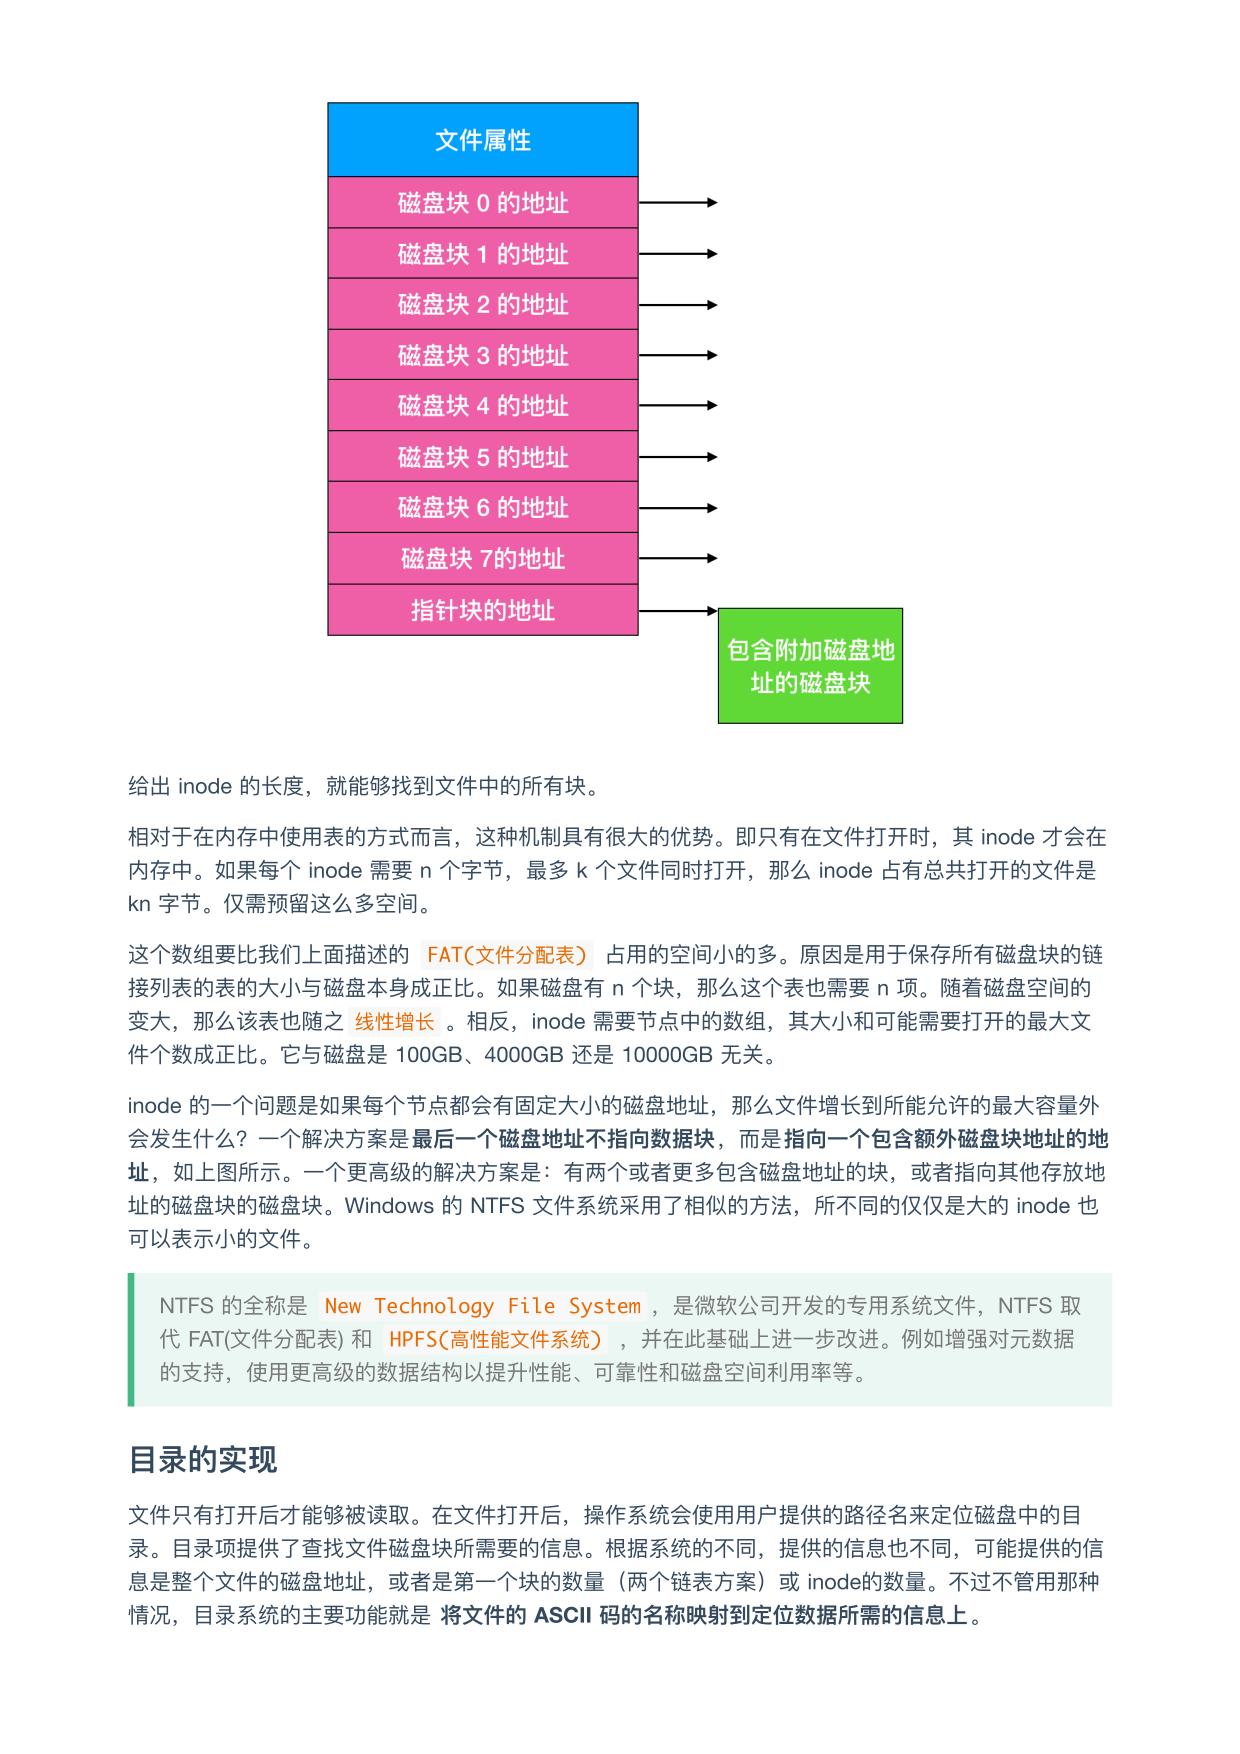 文件属性
磁盘块 0 的地址
磁盘块 1 的地址
磁盘块 2 的地址
磁盘块 3 的地址
磁盘块 4 的地址
磁盘块 5 的地址
磁盘块 6 的地址
磁盘块 7的地址
指针块的地址
包含附加磁盘地
址的磁盘块
给出 inode 的长度，就能够找到文件中的所有块。
相对于在内存中使用表的方式而言，这种机制具有很大的优势。即只有在文件打开时，其 inode 才会在
内存中。如果每个 inode 需要 n 个字节，最多 k 个文件同时打开，那么 inode 占有总共打开的文件是
kn 字节。仅需预留这么多空间。
这个数组要比我们上面描述的 FAT(文件分配表) 占用的空间小的多。原因是用于保存所有磁盘块的链
接列表的表的大小与磁盘本身成正比。如果磁盘有 n 个块，那么这个表也需要 n 项。随着磁盘空间的
变大，那么该表也随之 线性增长 。相反，inode 需要节点中的数组，其大小和可能需要打开的最大文
件个数成正比。它与磁盘是 100GB、4000GB 还是 10000GB 无关。
inode 的一个问题是如果每个节点都会有固定大小的磁盘地址，那么文件增长到所能允许的最大容量外
会发生什么？一个解决方案是最后一个磁盘地址不指向数据块，而是指向一个包含额外磁盘块地址的地
址，如上图所示。一个更高级的解决方案是：有两个或者更多包含磁盘地址的块，或者指向其他存放地
址的磁盘块的磁盘块。Windows 的 NTFS 文件系统采用了相似的方法，所不同的仅仅是大的 inode 也
可以表示小的文件。
NTFS 的全称是 New Technology File System ，是微软公司开发的专用系统文件，NTFS 取
代 FAT(文件分配表) 和 HPFS(高性能文件系统) ，并在此基础上进一步改进。例如增强对元数据
的支持，使用更高级的数据结构以提升性能、可靠性和磁盘空间利用率等。
目录的实现
文件只有打开后才能够被读取。在文件打开后，操作系统会使用用户提供的路径名来定位磁盘中的目
录。目录项提供了查找文件磁盘块所需要的信息。根据系统的不同，提供的信息也不同，可能提供的信
息是整个文件的磁盘地址，或者是第一个块的数量（两个链表方案）或 inode的数量。不过不管用那种
情况，目录系统的主要功能就是 将文件的 ASCII 码的名称映射到定位数据所需的信息上。